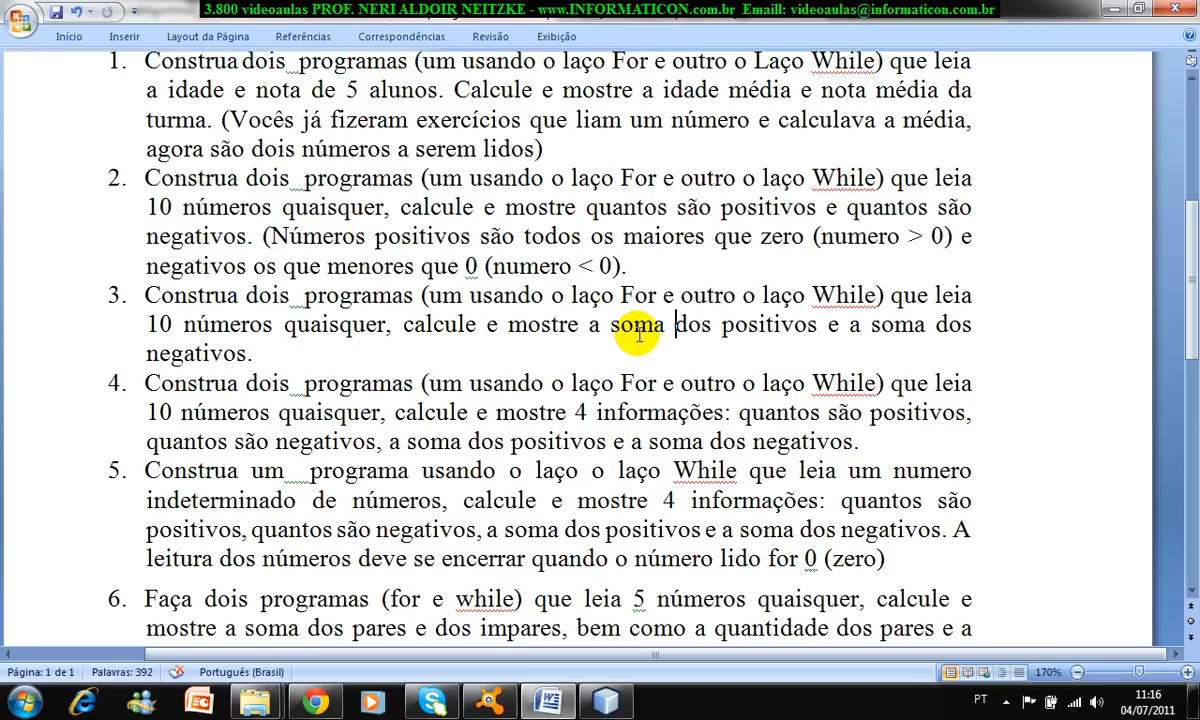 3.800 videoaulas PROF. NERI ALDOIR NEITZKE - www.INFORMATICON.com.br Emaill: videoaulas@informaticon.com.br
Início Inserir Layout da Página Referências Correspondências Revisão Exibição
1. Construa dois programas (um usando o laço For e outro o Laço While) que leia
a idade e nota de 5 alunos. Calcule e mostre a idade média e nota média da
turma. (Vocês já fizeram exercícios que liam um número e calculava a média,
agora são dois números a serem lidos)
2. Construa dois programas (um usando o laço For e outro o laço While) que leia
10 números quaisquer, calcule e mostre quantos são positivos e quantos são
negativos. (Números positivos são todos os maiores que zero (numero > 0) e
negativos os que menores que 0 (numero < 0).
3. Construa dois programas (um usando o laço For e outro o laço While) que leia
10 números quaisquer, calcule e mostre a soma dos positivos e a soma dos
negativos.
4. Construa dois programas (um usando o laço For e outro o laço While) que leia
10 números quaisquer, calcule e mostre 4 informações: quantos são positivos,
quantos são negativos, a soma dos positivos e a soma dos negativos.
5. Construa um programa usando o laço o laço While que leia um numero
indeterminado de números, calcule e mostre 4 informações: quantos são
positivos, quantos são negativos, a soma dos positivos e a soma dos negativos. A
leitura dos números deve se encerrar quando o número lido for 0 (zero)
6. Faça dois programas (for e while) que leia 5 números quaisquer, calcule e
mostre a soma dos pares e dos impares, bem como a quantidade dos pares e a
Página: 1 de 1 Palavras: 392 Português (Brasil) 170%
PT 11:16
04/07/2011